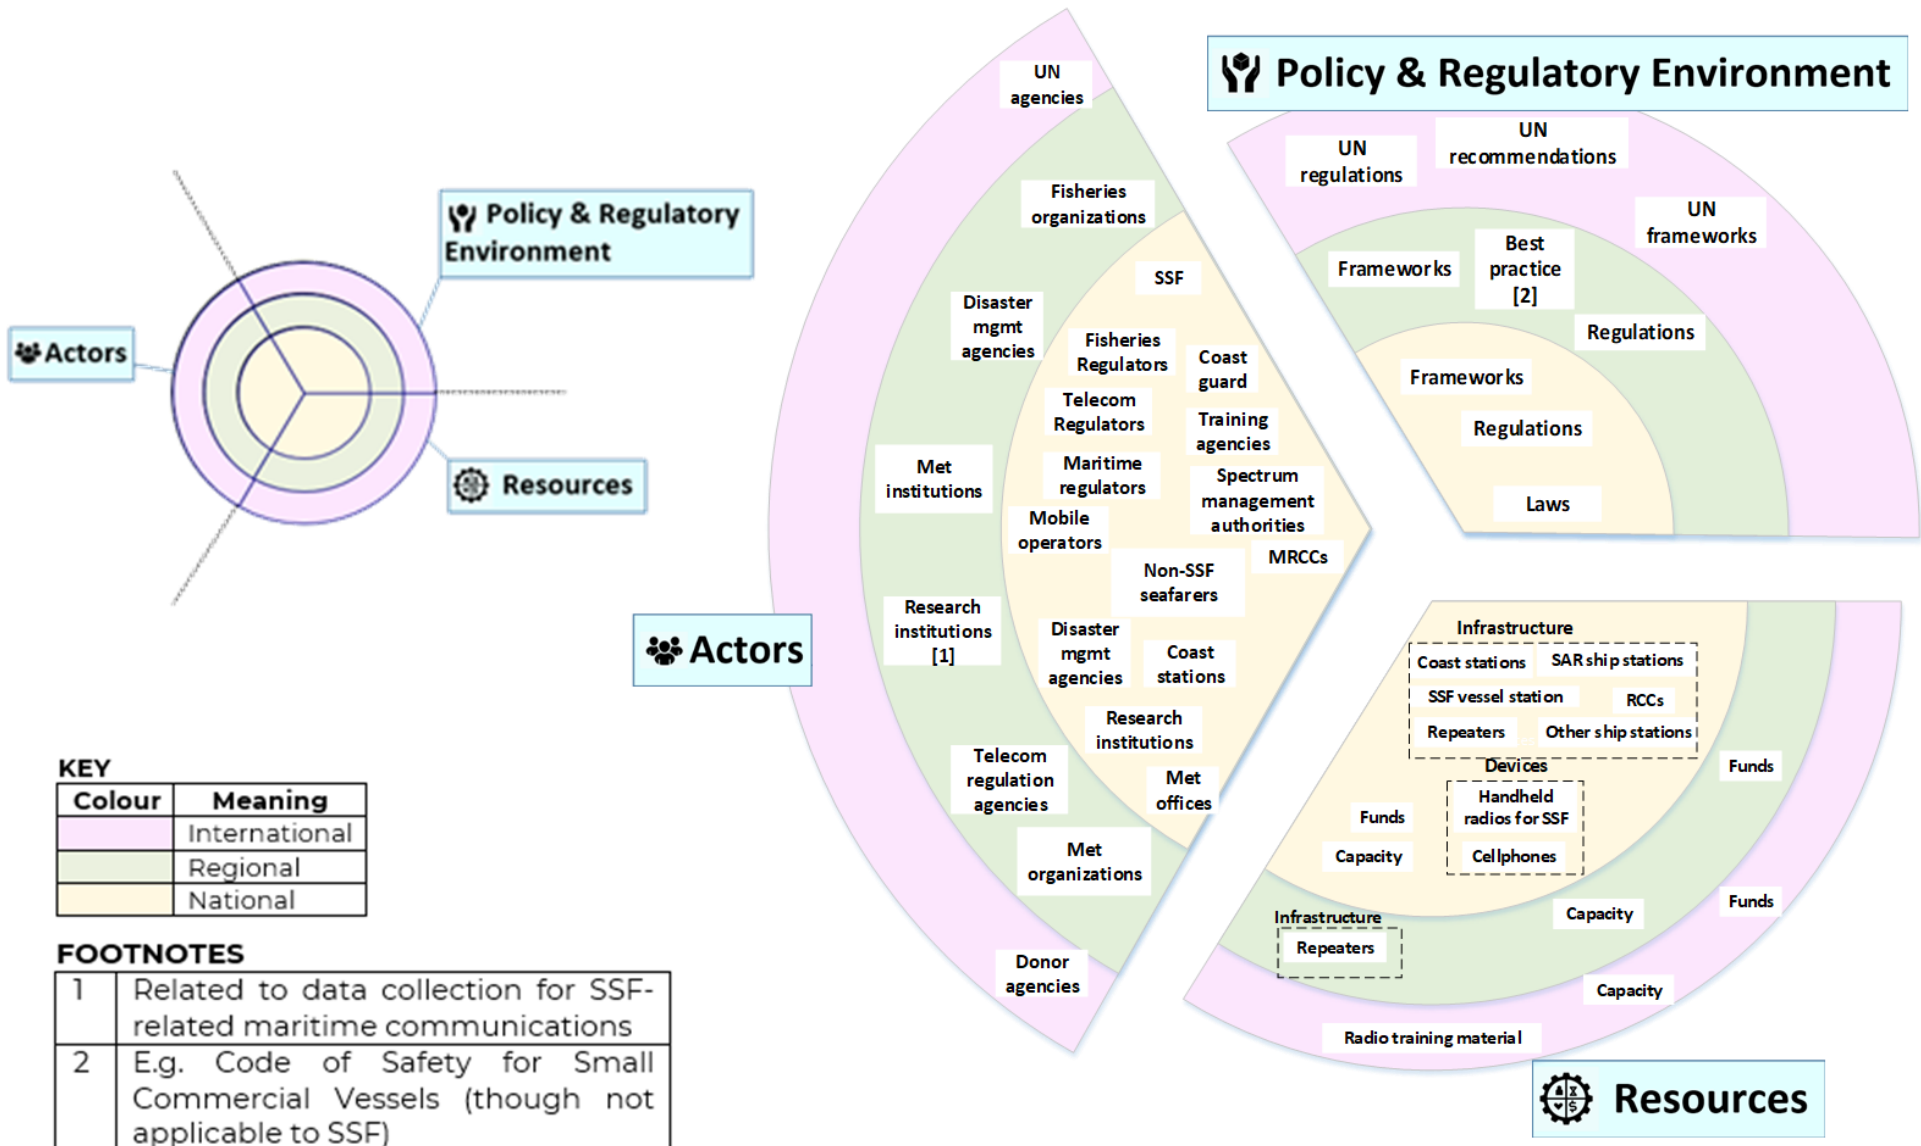 Policy & Regulatory
Environment
Actors
Resources
KEY
Colour Meaning
International
Regional
National
FOOTNOTES
1 Related to data collection for SSF-
related maritime communications
2 E.g. Code of Safety for Small
Commercial Vessels (though not
applicable to SSF)
Actors
UN
agencies
Fisheries
organizations
Disaster
mgmt
agencies
Met
institutions
Research
institutions
[1]
Telecom
regulation
agencies
Met
organizations
Donor
agencies
SSF
Fisheries
Regulators
Coast
guard
Telecom
Regulators
Training
agencies
Maritime
regulators
Spectrum
management
authorities
Mobile
operators
MRCCs
Non-SSF
seafarers
Disaster
mgmt
agencies
Coast
stations
Research
institutions
Met
offices
Policy & Regulatory Environment
UN
regulations
UN
recommendations
UN
frameworks
Frameworks
Best
practice
[2]
Regulations
Frameworks
Regulations
Laws
Infrastructure
Coast stations
SAR ship stations
SSF vessel station
RCCs
Repeaters
Other ship stations
Devices
Handheld
radios for SSF
Cellphones
Funds
Capacity
Funds
Capacity
Infrastructure
Repeaters
Funds
Capacity
Radio training material
Resources